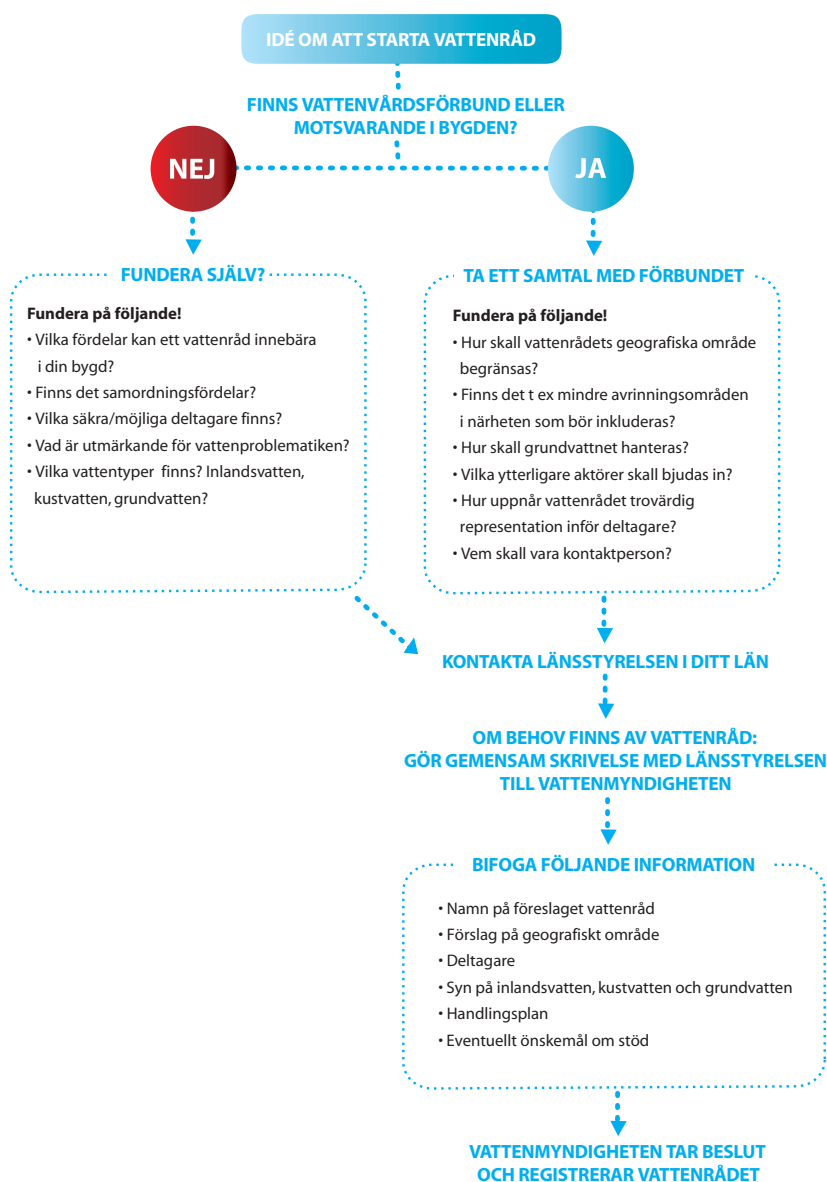 IDÉ OM ATT STARTA VATTENRÅD
FINNS VATTENVÅRDSFÖRBUND ELLER
MOTSVARANDE I BYGDEN?
NEJ
JA
FUNDERA SJÄLV?
Fundera på följande!
• Vilka fördelar kan ett vattenråd innebära
i din bygd?
• Finns det samordningsfördelar?
• Vilka säkra/möjliga deltagare finns?
• Vad är utmärkande för vattenproblematiken?
• Vilka vattentyper finns? Inlandsvatten,
kustvatten, grundvatten?
TA ETT SAMTAL MED FÖRBUNDET
Fundera på följande!
• Hur skall vattenrådets geografiska område
begränsas?
• Finns det t ex mindre avrinningsområden
i närheten som bör inkluderas?
• Hur skall grundvattnet hanteras?
• Vilka ytterligare aktörer skall bjudas in?
• Hur uppnår vattenrådet trovärdig
representation inför deltagare?
• Vem skall vara kontaktperson?
KONTAKTA LÄNSSTYRELSEN I DITT LÄN
OM BEHOV FINNS AV VATTENRÅD:
GÖR GEMENSAM SKRIVELSE MED LÄNSSTYRELSEN
TILL VATTENMYNDIGHETEN
BIFOGA FÖLJANDE INFORMATION
• Namn på föreslaget vattenråd
• Förslag på geografiskt område
• Deltagare
• Syn på inlandsvatten, kustvatten och grundvatten
• Handlingsplan
• Eventuellt önskemål om stöd
VATTENMYNDIGHETEN TAR BESLUT
OCH REGISTRERAR VATTENRÅDET